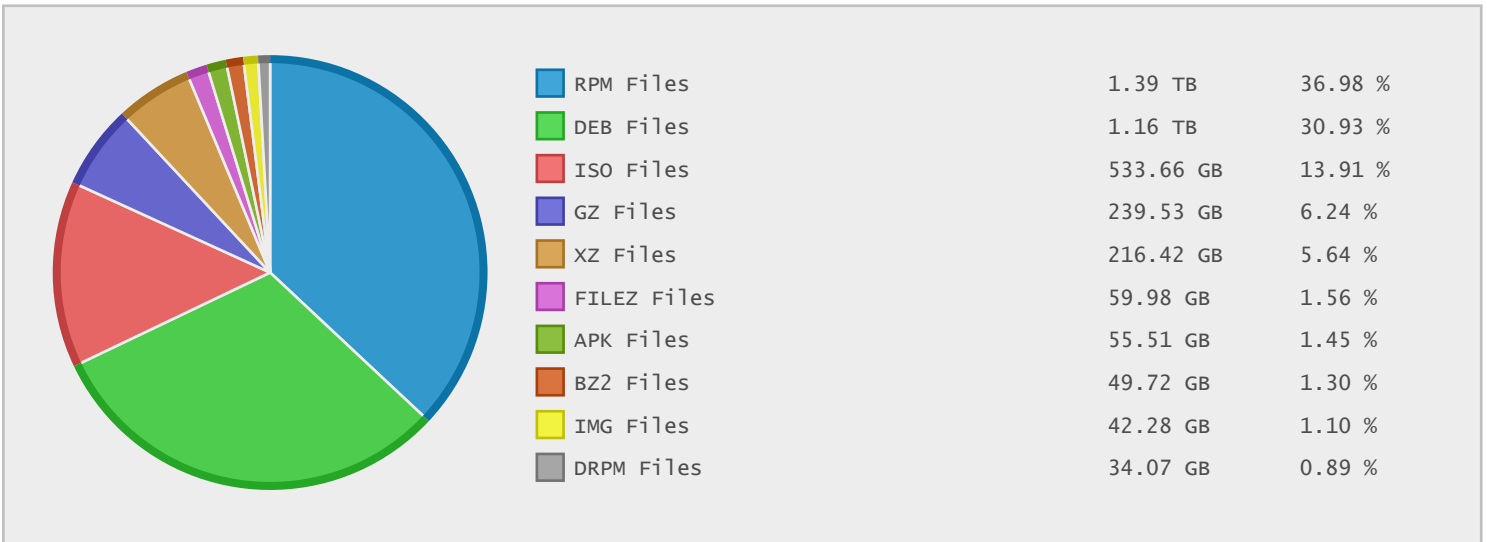 RPM Files 1.39 TB 36.98 %
DEB Files 1.16 TB 30.93 %
ISO Files 533.66 GB 13.91 %
GZ Files 239.53 GB 6.24 %
XZ Files 216.42 GB 5.64 %
FILEZ Files 59.98 GB 1.56 %
APK Files 55.51 GB 1.45 %
BZ2 Files 49.72 GB 1.30 %
IMG Files 42.28 GB 1.10 %
DRPM Files 34.07 GB 0.89 %